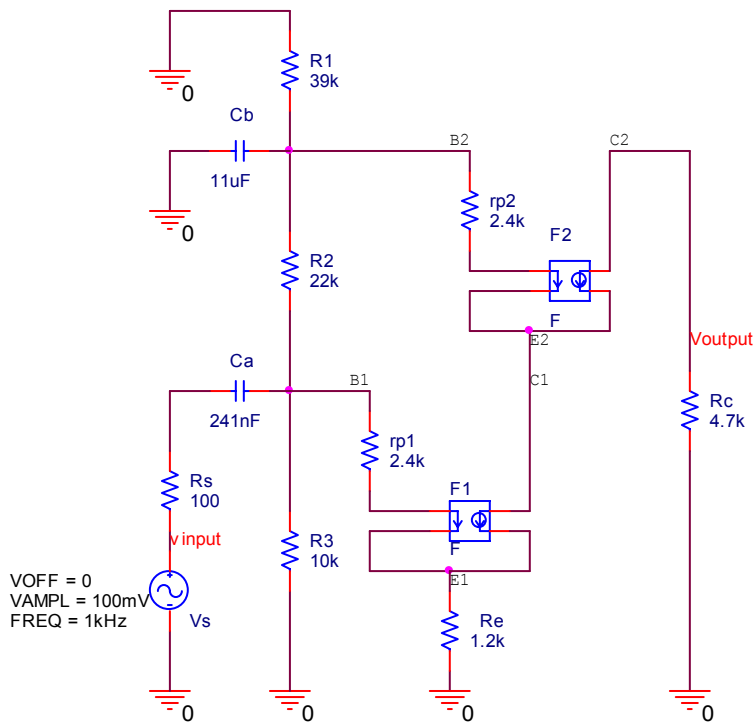 R1
39k
0
Cb
11uF
0
B2
C2
rp2
2.4k
F2
F
R2
22k
E2
C1
Voutput
Ca
241nF
B1
Rc
4.7k
rp1
2.4k
F1
F
Rs
100
vinput
R3
10k
E1
VOFF = 0
VAMPL = 100mV
FREQ = 1kHz
Vs
Re
1.2k
0
0
0
0